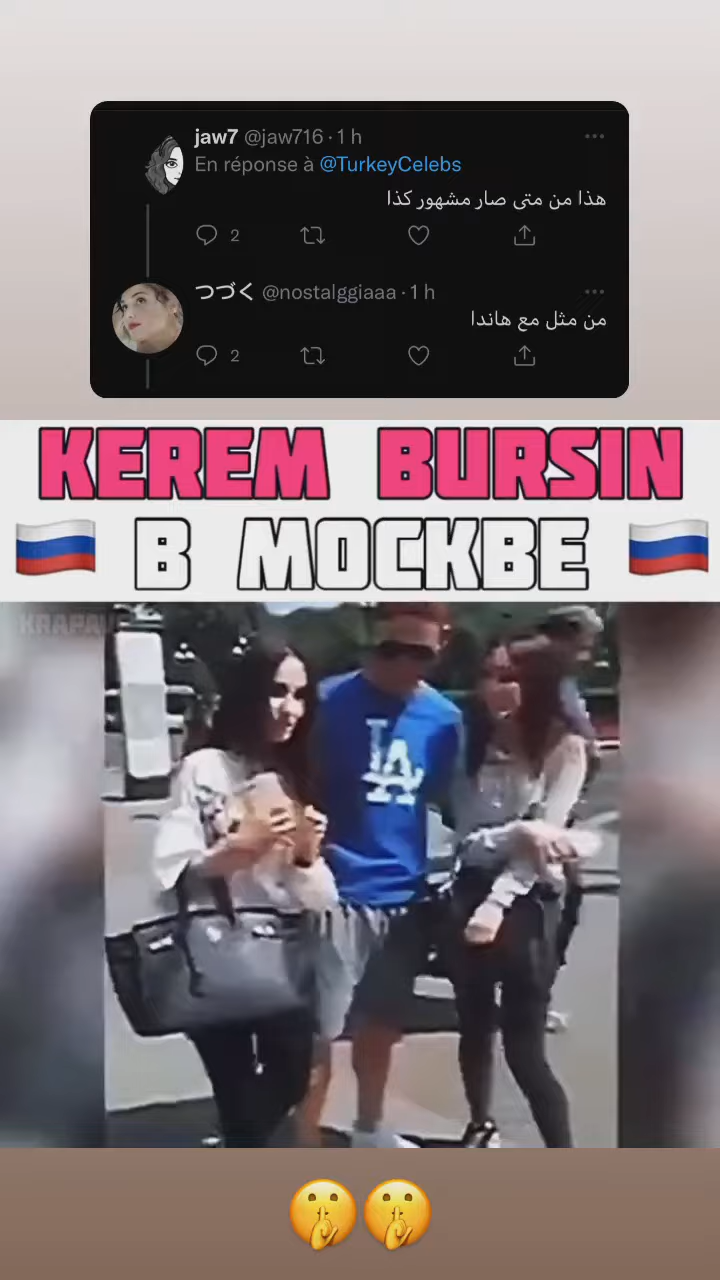 jaw7 @jaw716 · 1 h
En réponse à @TurkeyCelebs
هذا من متى صار مشهور كذا
2
つづく @nostalggiaaa · 1 h
من مثل مع هاندا
2
KEREM BURSIN
В МОСКВЕ
LA